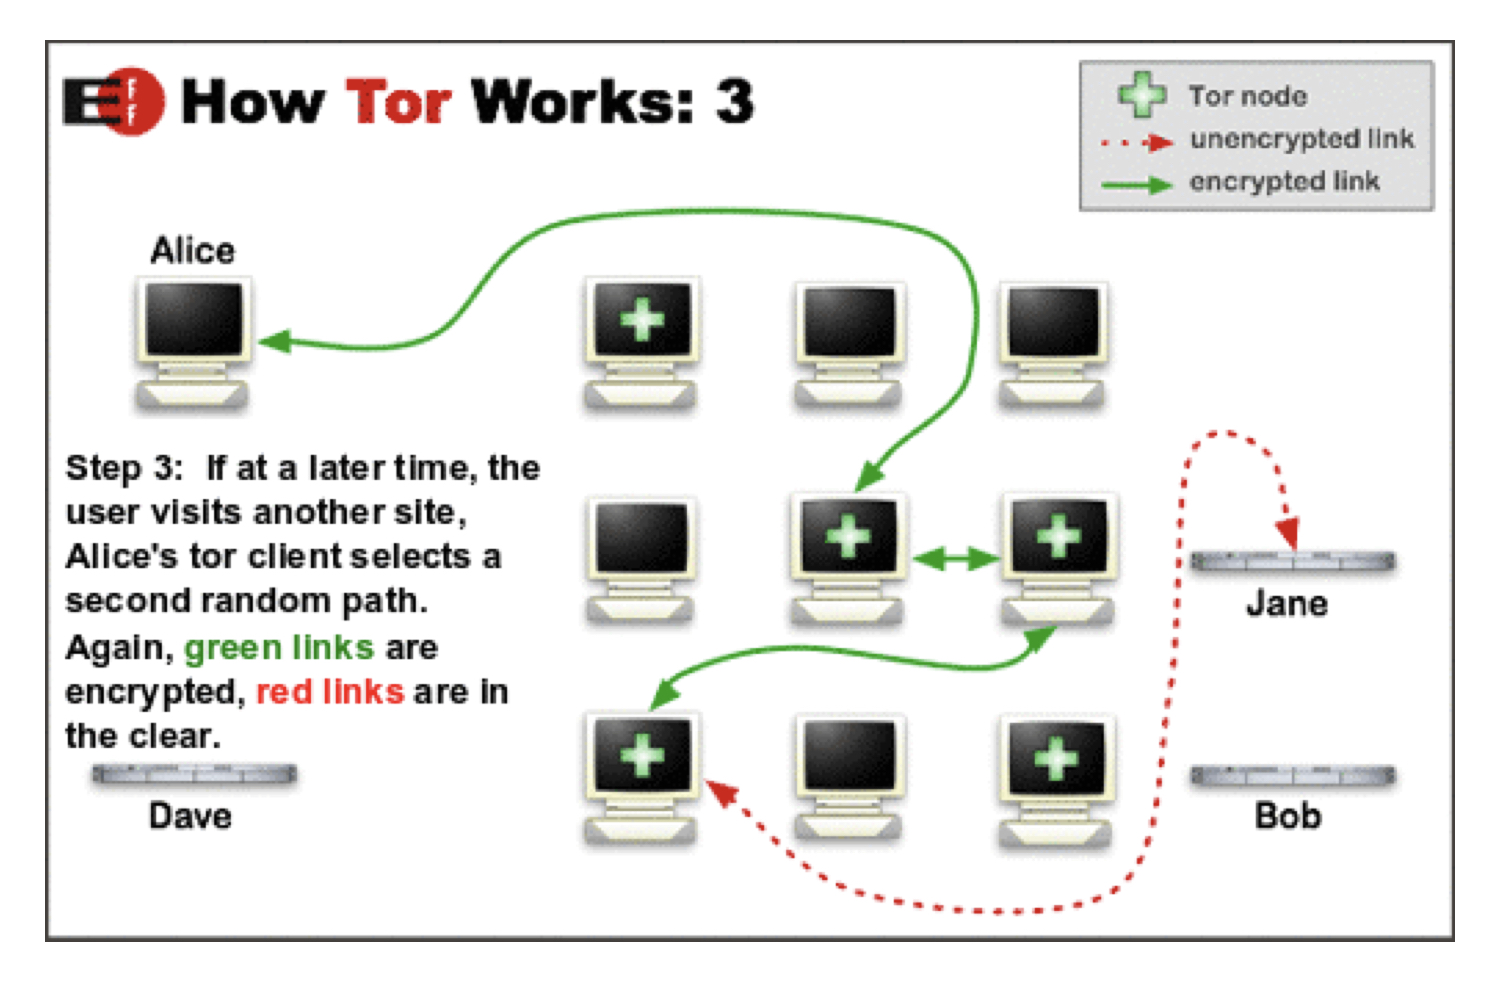 EFF How Tor Works: 3
Tor node
unencrypted link
encrypted link
Alice
Step 3: If at a later time, the
user visits another site,
Alice's tor client selects a
second random path.
Again, green links are
encrypted, red links are in
the clear.
Jane
Dave
Bob